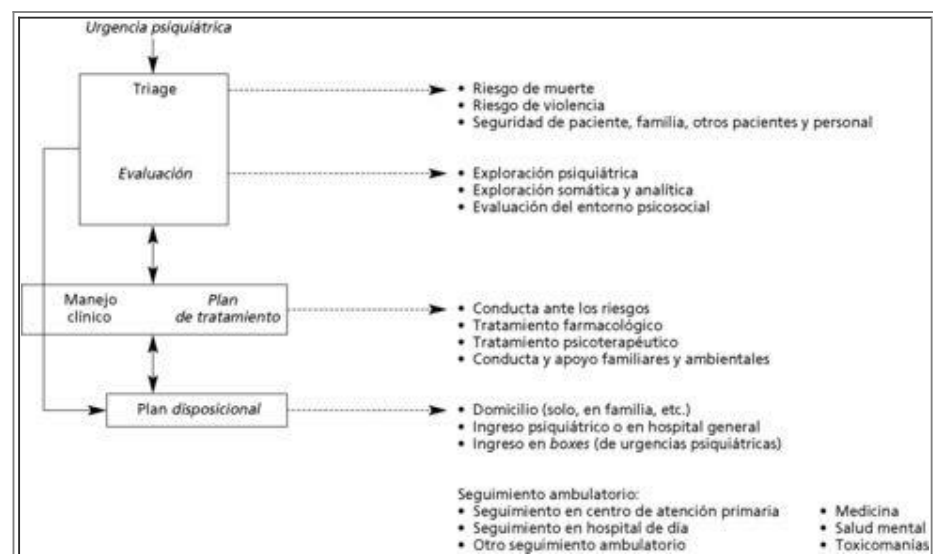 Urgencia psiquiátrica
Triage
• Riesgo de muerte
• Riesgo de violencia
• Seguridad de paciente, familia, otros pacientes y personal
Evaluación
• Exploración psiquiátrica
• Exploración somática y analítica
• Evaluación del entorno psicosocial
Manejo
clínico
Plan
de tratamiento
• Conducta ante los riesgos
• Tratamiento farmacológico
• Tratamiento psicoterapéutico
• Conducta y apoyo familiares y ambientales
Plan disposicional
• Domicilio (solo, en familia, etc.)
• Ingreso psiquiátrico o en hospital general
• Ingreso en boxes (de urgencias psiquiátricas)
Seguimiento ambulatorio:
• Seguimiento en centro de atención primaria
• Seguimiento en hospital de día
• Otro seguimiento ambulatorio
• Medicina
• Salud mental
• Toxicomanías